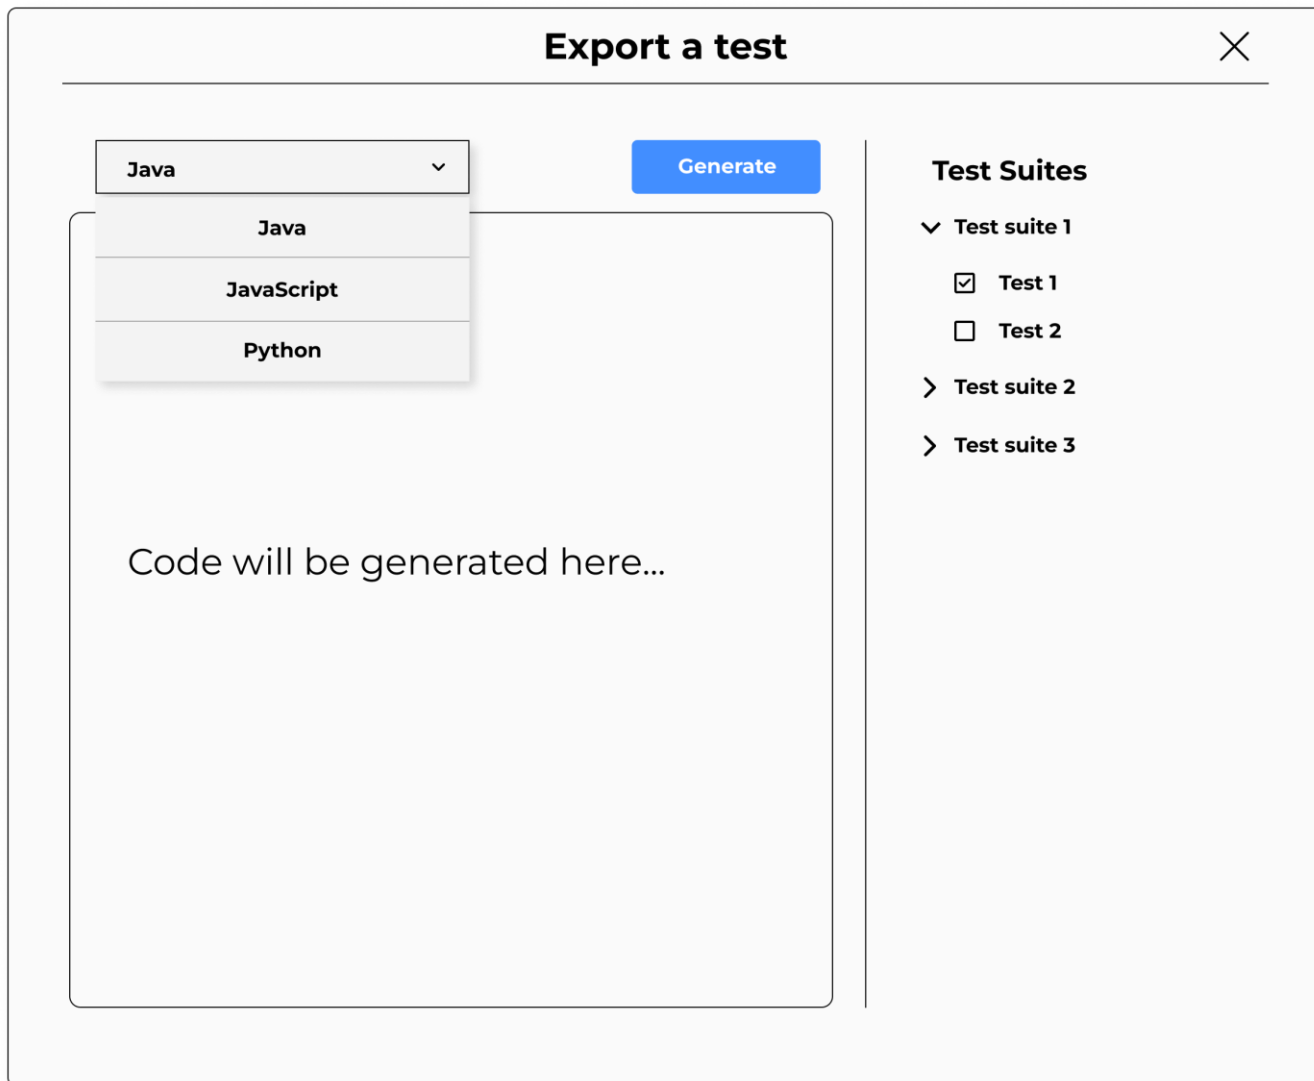 Export a test
Java
Generate
Java
JavaScript
Python
Code will be generated here...
Test Suites
Test suite 1
Test 1
Test 2
Test suite 2
Test suite 3